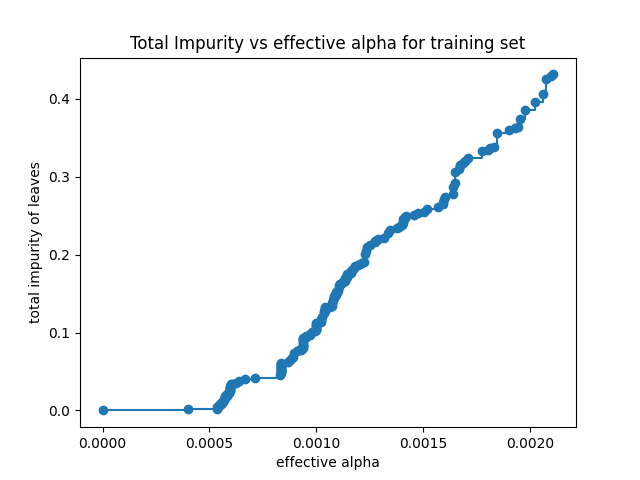 Total Impurity vs effective alpha for training set
total impurity of leaves
0.4
0.3
0.2
0.1
0.0
0.0000 0.0005 0.0010 0.0015 0.0020
effective alpha